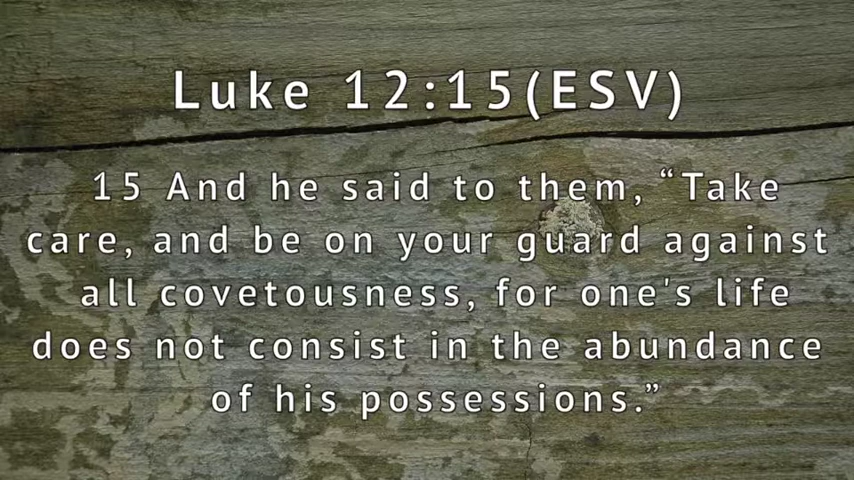 Luke 12:15(ESV)
15 And he said to them, “Take
care, and be on your guard against
all covetousness, for one's life
does not consist in the abundance
of his possessions.”